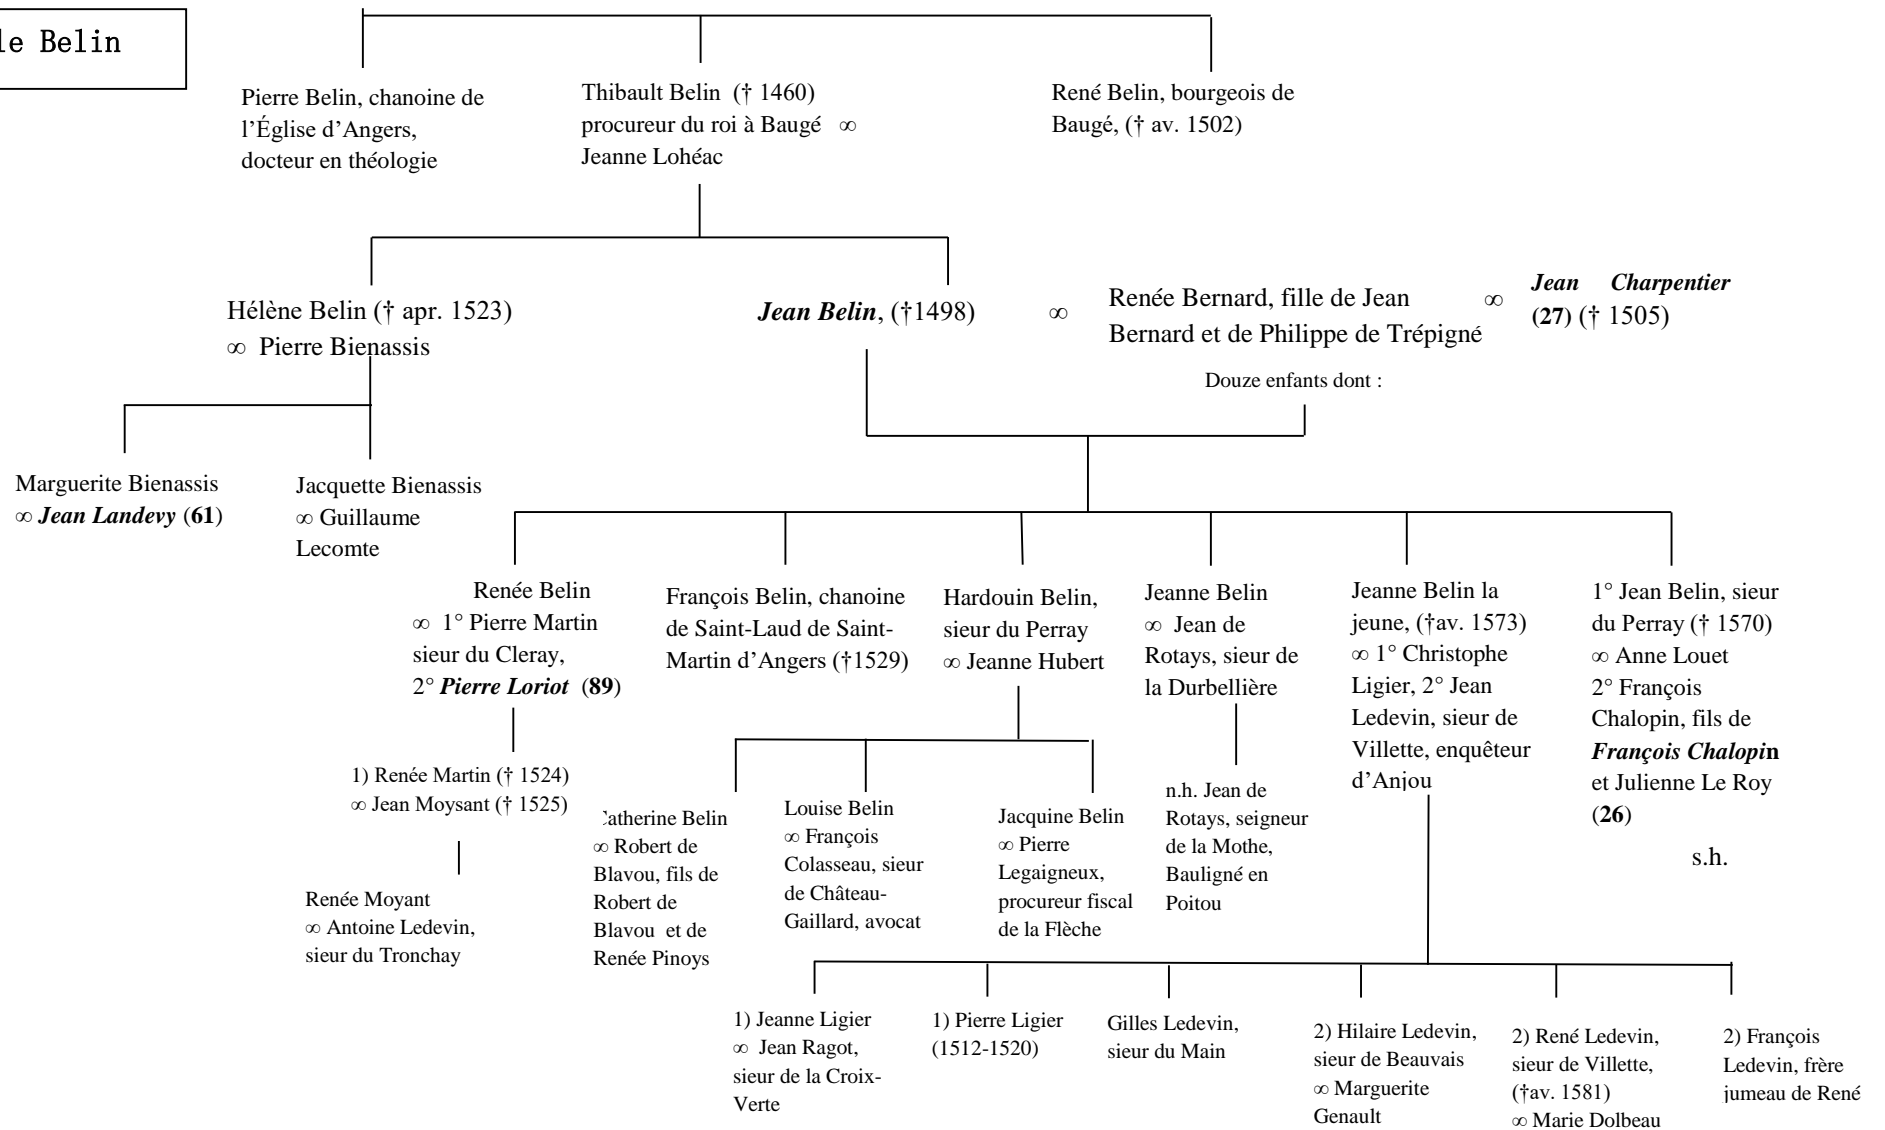 le Belin
Pierre Belin, chanoine de
l’Église d’Angers,
docteur en théologie
Thibault Belin († 1460)
procureur du roi à Baugé ∞
Jeanne Lohéac
René Belin, bourgeois de
Baugé, († av. 1502)
Hélène Belin († apr. 1523)
∞ Pierre Bienassis
Jean Belin, (†1498)
∞
Renée Bernard, fille de Jean
Bernard et de Philippe de Trépigné
∞
Jean Charpentier
(27) († 1505)
Douze enfants dont :
Marguerite Bienassis
∞ Jean Landevy (61)
Jacquette Bienassis
∞ Guillaume
Lecomte
Renée Belin
∞ 1° Pierre Martin
sieur du Cleray,
2° Pierre Loriot (89)
François Belin, chanoine
de Saint-Laud de Saint-
Martin d’Angers (†1529)
Hardouin Belin,
sieur du Perray
∞ Jeanne Hubert
Jeanne Belin
∞ Jean de
Rotays, sieur de
la Durbellière
Jeanne Belin la
jeune, (†av. 1573)
∞ 1° Christophe
Ligier, 2° Jean
Ledevin, sieur de
Villette, enquêteur
d’Anjou
1° Jean Belin, sieur
du Perray († 1570)
∞ Anne Louet
2° François
Chalopin, fils de
François Chalopin
et Julienne Le Roy
(26)
s.h.
1) Renée Martin († 1524)
∞ Jean Moysant († 1525)
Renée Moyant
∞ Antoine Ledevin,
sieur du Tronchay
Catherine Belin
∞ Robert de
Blavou, fils de
Robert de
Blavou et de
Renée Pinoys
Louise Belin
∞ François
Colasseau, sieur
de Château-
Gaillard, avocat
Jacquine Belin
∞ Pierre
Legaigneux,
procureur fiscal
de la Flèche
n.h. Jean de
Rotays, seigneur
de la Mothe,
Bauligné en
Poitou
1) Jeanne Ligier
∞ Jean Ragot,
sieur de la Croix-
Verte
1) Pierre Ligier
(1512-1520)
Gilles Ledevin,
sieur du Main
2) Hilaire Ledevin,
sieur de Beauvais
∞ Marguerite
Genault
2) René Ledevin,
sieur de Villette,
(†av. 1581)
∞ Marie Dolbeau
2) François
Ledevin, frère
jumeau de René